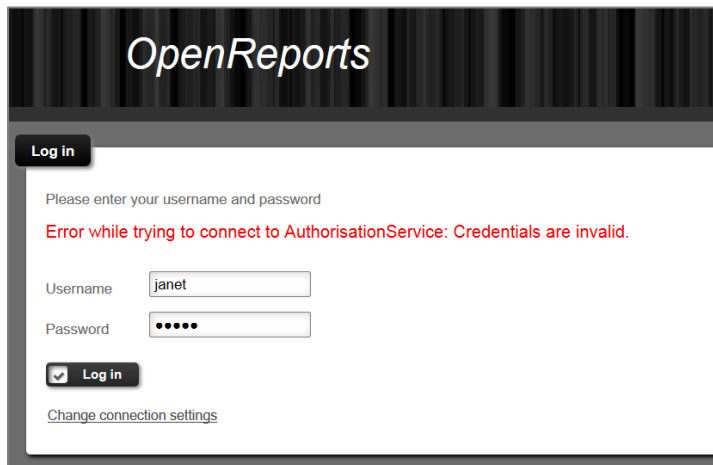 OpenReports
Log in
Please enter your username and password
Error while trying to connect to AuthorisationService: Credentials are invalid.
Username janet
Password •••••
Log in
Change connection settings